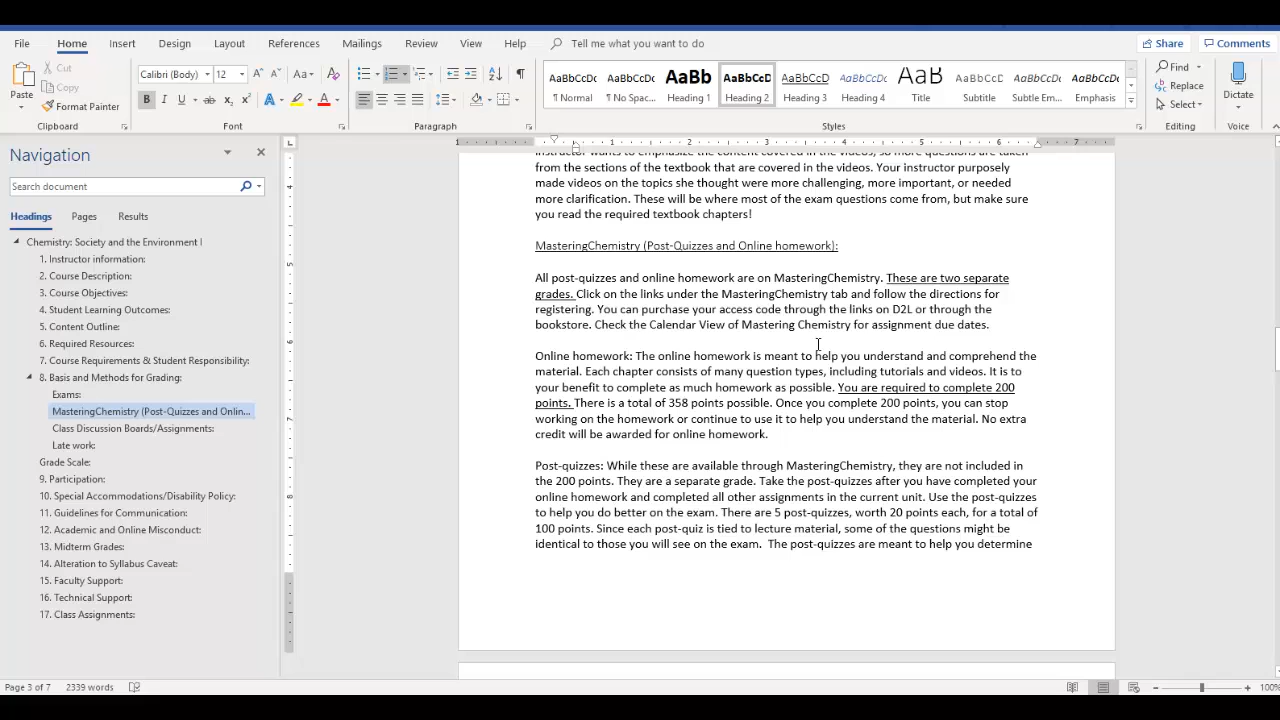 File Home Insert Design Layout References Mailings Review View Help Tell me what you want to do Share Comments
Paste Cut Copy Format Painter Clipboard
Calibri (Body) 12 Font
Paragraph
AaBbCcDc AaBbCcDc AaBb AaBbCcD AaBbCcD AaBbCcDc AaB AaBbCcD AaBbCcDc AaBbCcDc
¶ Normal ¶ No Spac... Heading 1 Heading 2 Heading 3 Heading 4 Title Subtitle Subtle Em... Emphasis
Styles
Find Replace Select Editing
Dictate Voice
Navigation
Search document
Headings Pages Results
Chemistry: Society and the Environment I
1. Instructor information:
2. Course Description:
3. Course Objectives:
4. Student Learning Outcomes:
5. Content Outline:
6. Required Resources:
7. Course Requirements & Student Responsibility:
8. Basis and Methods for Grading:
Exams:
MasteringChemistry (Post-Quizzes and Onlin...
Class Discussion Boards/Assignments:
Late work:
Grade Scale:
9. Participation:
10. Special Accommodations/Disability Policy:
11. Guidelines for Communication:
12. Academic and Online Misconduct:
13. Midterm Grades:
14. Alteration to Syllabus Caveat:
15. Faculty Support:
16. Technical Support:
17. Class Assignments:
instructor wants to emphasize the content covered in the videos, so more questions are taken
from the sections of the textbook that are covered in the videos. Your instructor purposely
made videos on the topics she thought were more challenging, more important, or needed
more clarification. These will be where most of the exam questions come from, but make sure
you read the required textbook chapters!
MasteringChemistry (Post-Quizzes and Online homework):
All post-quizzes and online homework are on MasteringChemistry. These are two separate
grades. Click on the links under the MasteringChemistry tab and follow the directions for
registering. You can purchase your access code through the links on D2L or through the
bookstore. Check the Calendar View of Mastering Chemistry for assignment due dates.
Online homework: The online homework is meant to help you understand and comprehend the
material. Each chapter consists of many question types, including tutorials and videos. It is to
your benefit to complete as much homework as possible. You are required to complete 200
points. There is a total of 358 points possible. Once you complete 200 points, you can stop
working on the homework or continue to use it to help you understand the material. No extra
credit will be awarded for online homework.
Post-quizzes: While these are available through MasteringChemistry, they are not included in
the 200 points. They are a separate grade. Take the post-quizzes after you have completed your
online homework and completed all other assignments in the current unit. Use the post-quizzes
to help you do better on the exam. There are 5 post-quizzes, worth 20 points each, for a total of
100 points. Since each post-quiz is tied to lecture material, some of the questions might be
identical to those you will see on the exam.  The post-quizzes are meant to help you determine
Page 3 of 7 2339 words 100%